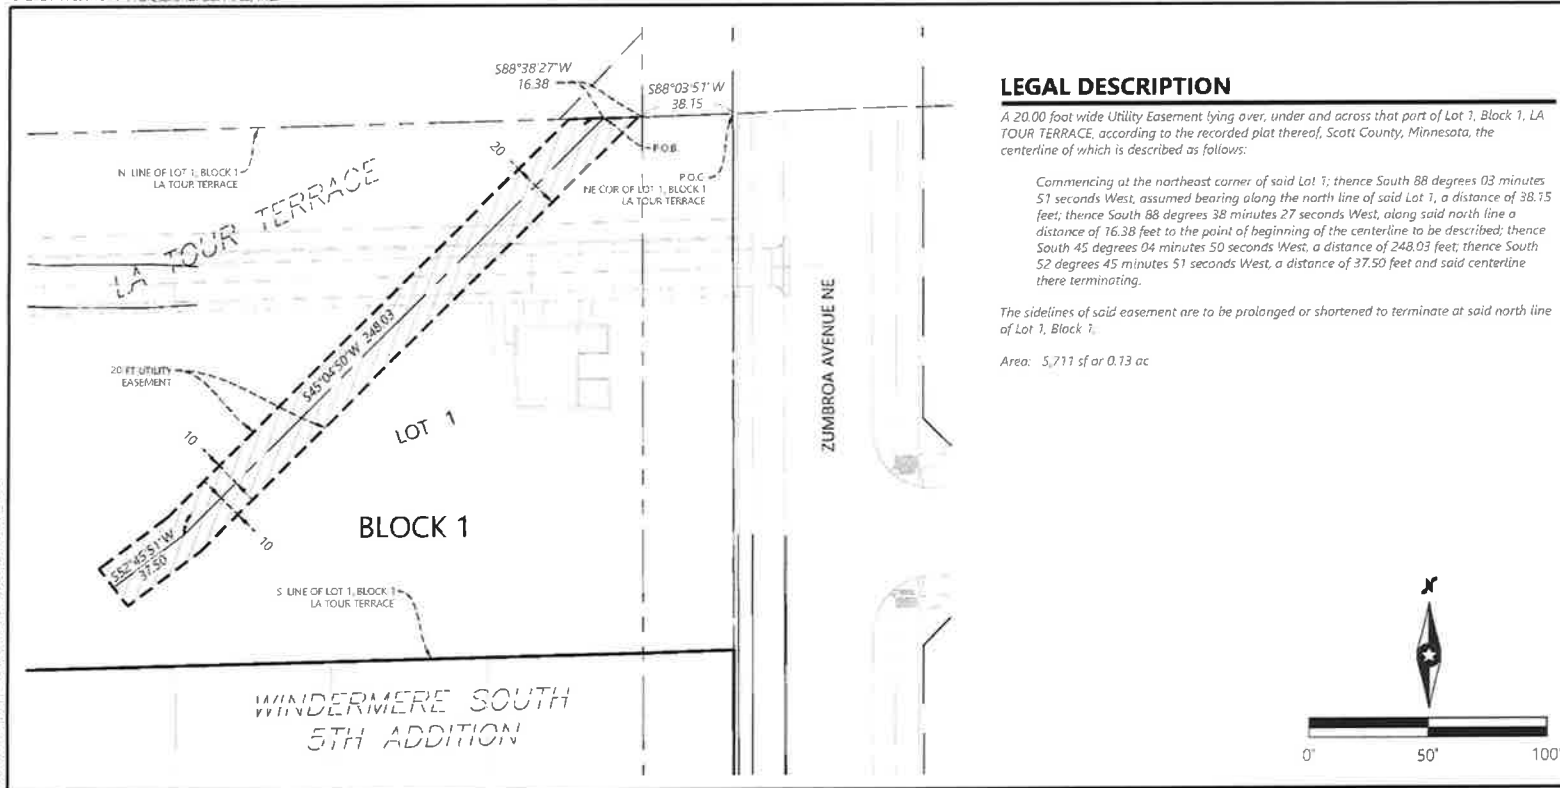 S88°38'27"W
16.38
S88°03'51"W
38.15
N LINE OF LOT 1, BLOCK 1
LA TOUR TERRACE
20
P.O.B.
P.O.C.
NE COR OF LOT 1, BLOCK 1
LA TOUR TERRACE
LA TOUR TERRACE
S45°04'50"W 248.03
20 FT UTILITY
EASEMENT
ZUMBROA AVENUE NE
LOT 1
10
10
BLOCK 1
S52°45'51"W
37.50
S LINE OF LOT 1, BLOCK 1
LA TOUR TERRACE
WINDERMERE SOUTH
5TH ADDITION
LEGAL DESCRIPTION
A 20.00 foot wide Utility Easement lying over, under and across that part of Lot 1, Block 1, LA
TOUR TERRACE, according to the recorded plat thereof, Scott County, Minnesota, the
centerline of which is described as follows:
Commencing at the northeast corner of said Lot 1; thence South 88 degrees 03 minutes
51 seconds West, assumed bearing along the north line of said Lot 1, a distance of 38.15
feet; thence South 88 degrees 38 minutes 27 seconds West, along said north line a
distance of 16.38 feet to the point of beginning of the centerline to be described; thence
South 45 degrees 04 minutes 50 seconds West, a distance of 248.03 feet; thence South
52 degrees 45 minutes 51 seconds West, a distance of 37.50 feet and said centerline
there terminating.
The sidelines of said easement are to be prolonged or shortened to terminate at said north line
of Lot 1, Block 1.
Area: 5,711 sf or 0.13 ac
N
0' 50' 100'